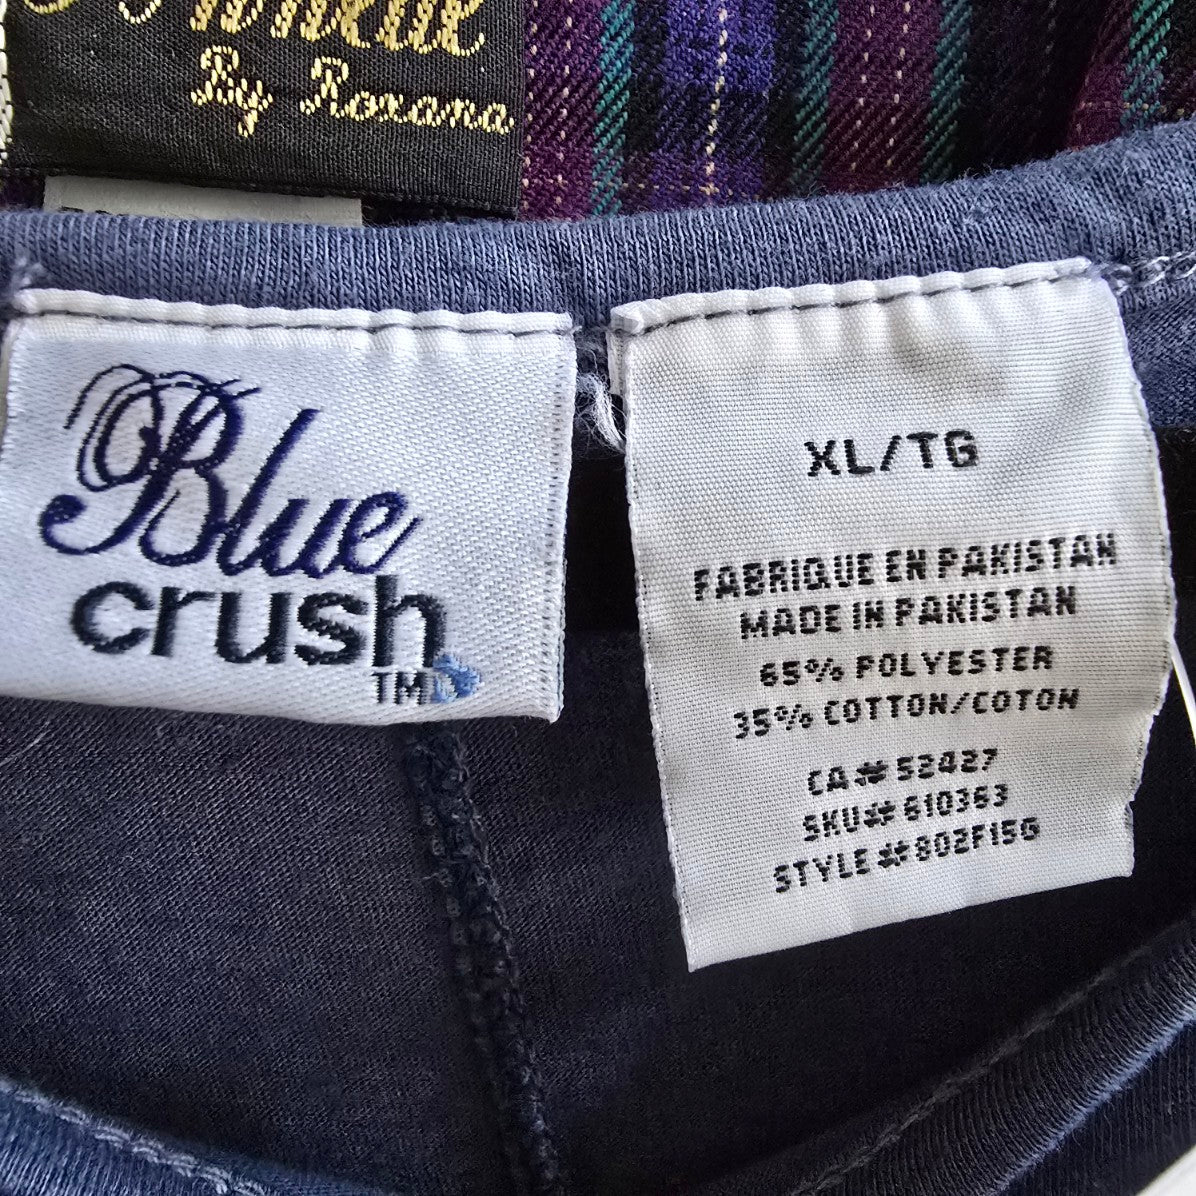 By Roxana
Blue
crush
TM
XL/TG
FABRIQUE EN PAKISTAN
MADE IN PAKISTAN
65% POLYESTER
35% COTTON/COTON
CA# 52427
SKU# 610363
STYLE# 802F15G